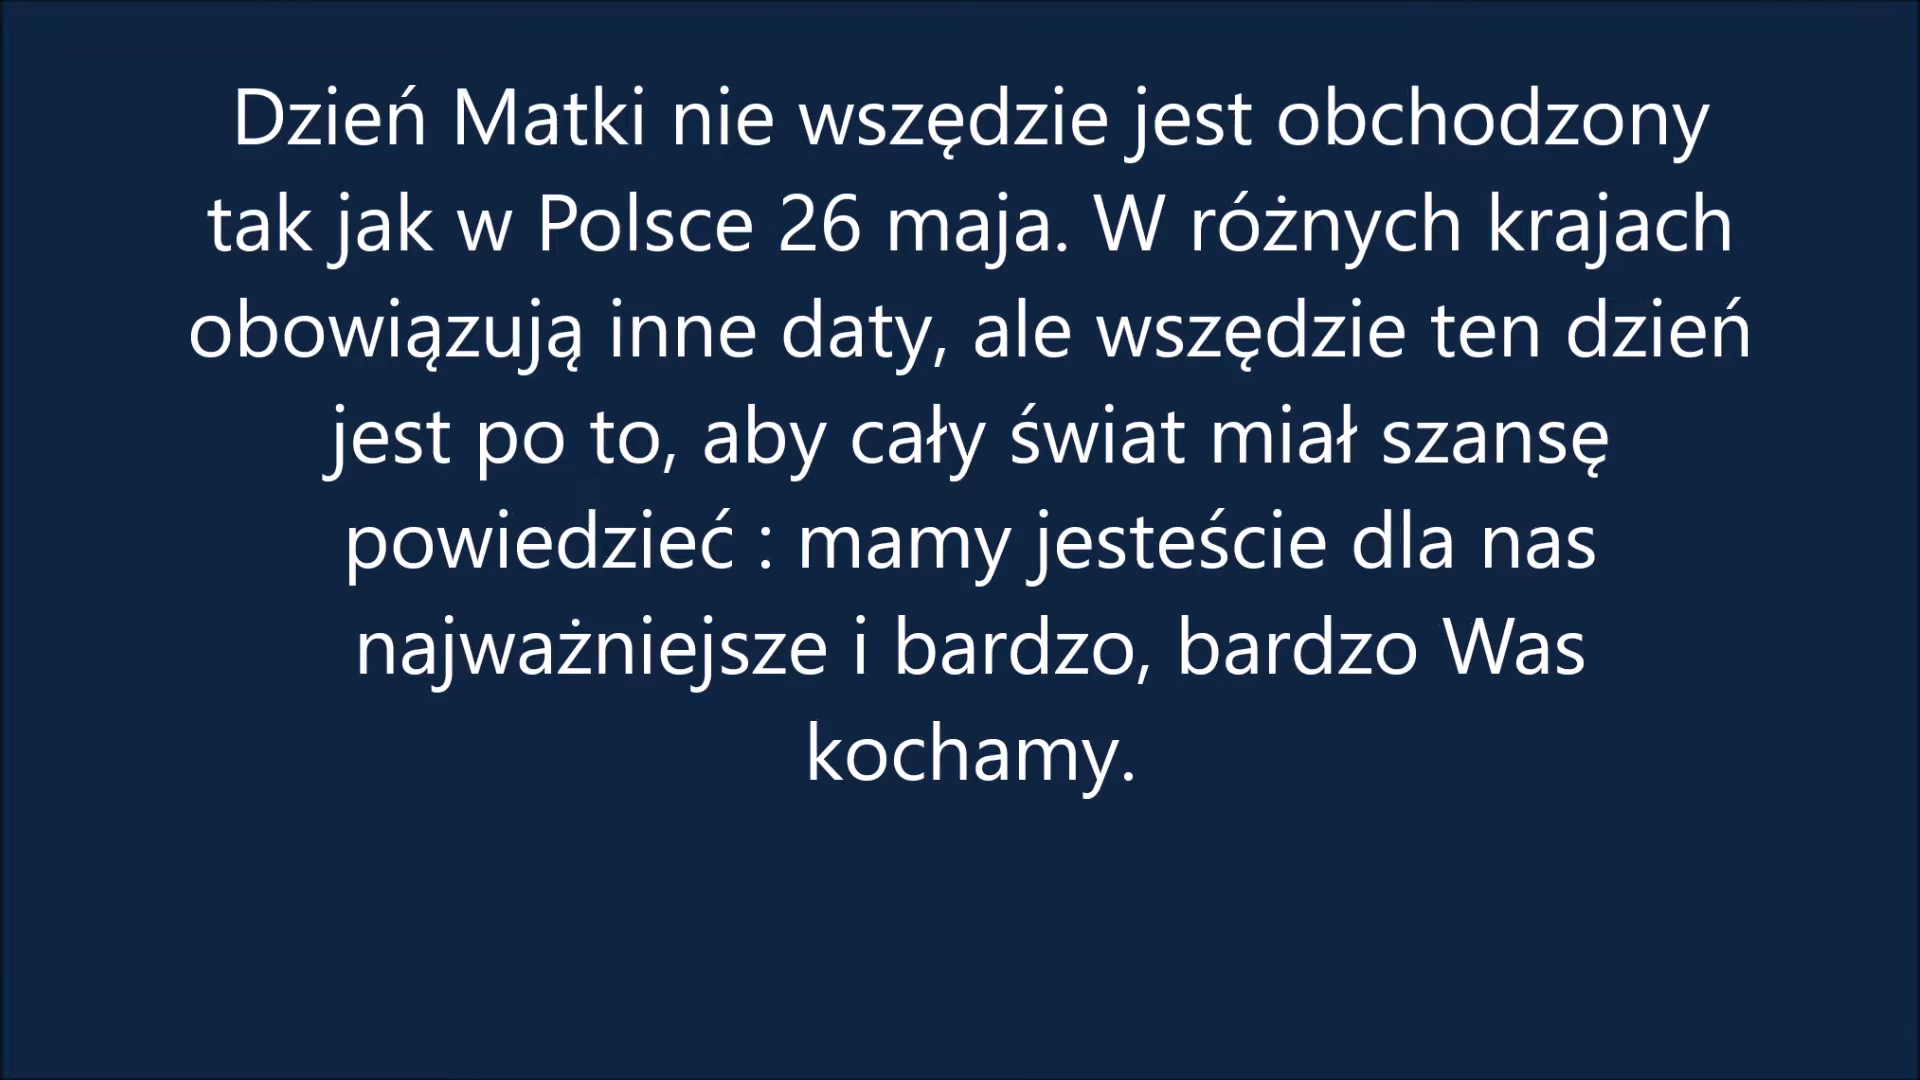 Dzień Matki nie wszędzie jest obchodzony
tak jak w Polsce 26 maja. W różnych krajach
obowiązują inne daty, ale wszędzie ten dzień
jest po to, aby cały świat miał szansę
powiedzieć : mamy jesteście dla nas
najważniejsze i bardzo, bardzo Was
kochamy.